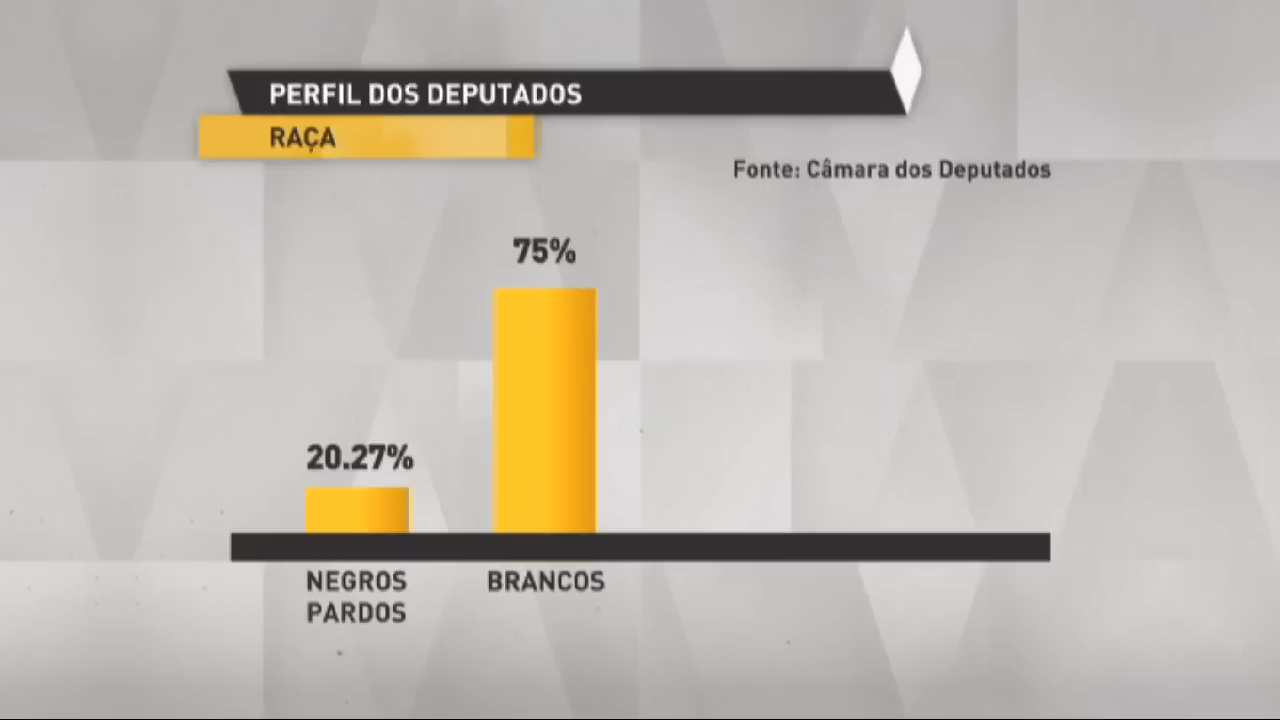 PERFIL DOS DEPUTADOS
RAÇA
Fonte: Câmara dos Deputados
75%
20.27%
NEGROS
PARDOS
BRANCOS